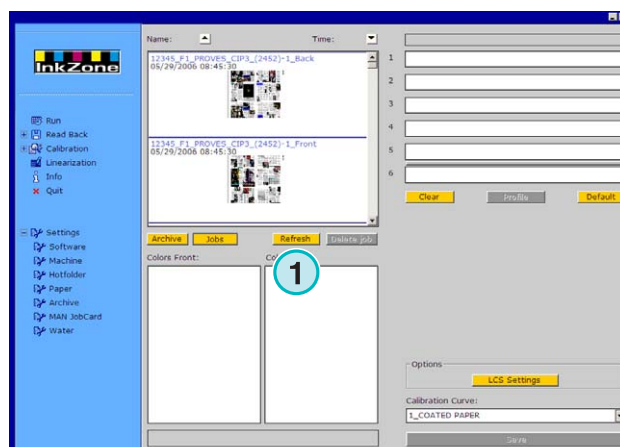 InkZone
Run
Read Back
Calibration
Linearization
Info
Quit
Settings
Software
Machine
Hotfolder
Paper
Archive
MAN JobCard
Water
Name:
Time:
12345_F1_PROVES_CIP3_(2452)-1_Back
05/29/2006 08:45:30
12345_F1_PROVES_CIP3_(2452)-1_Front
05/29/2006 08:45:30
Archive
Jobs
Refresh
Delete job
Colors Front:
1
1
2
3
4
5
6
Clear
Profile
Default
Options
LCS Settings
Calibration Curve:
1_COATED PAPER
Save